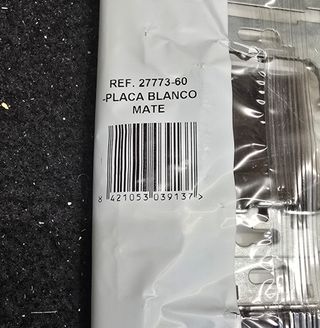 REF. 27773-60
-PLACA BLANCO
MATE
8 421053 039137 >